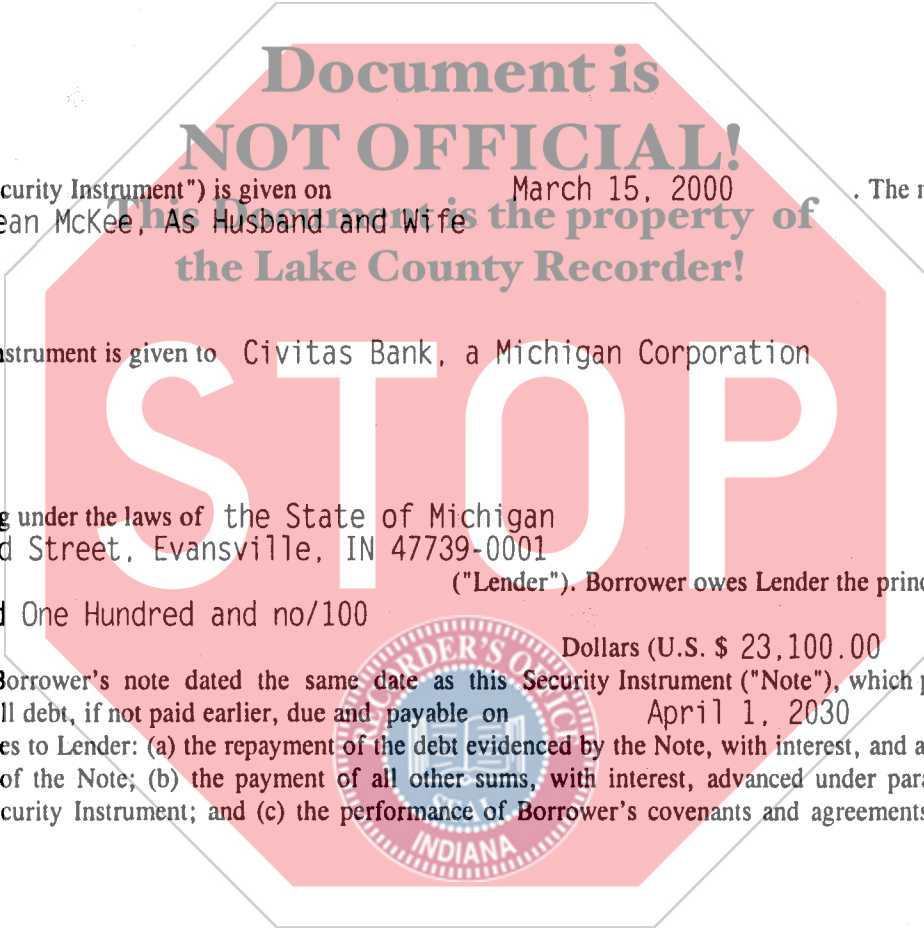 Document is
NOT OFFICIAL!
curity Instrument") is given on March 15, 2000 . The
ean McKee, As Husband and Wife
This Document is the property of
the Lake County Recorder!
nstrument is given to Civitas Bank, a Michigan Corporation
STOP
under the laws of the State of Michigan
d Street, Evansville, IN 47739-0001
("Lender"). Borrower owes Lender the princ
One Hundred and no/100
Dollars (U.S. $ 23,100.00
Borrower's note dated the same date as this Security Instrument ("Note"), which
ll debt, if not paid earlier, due and payable on April 1, 2030
es to Lender: (a) the repayment of the debt evidenced by the Note, with interest, and a
of the Note; (b) the payment of all other sums, with interest, advanced under par
curity Instrument; and (c) the performance of Borrower's covenants and agreements
RECORDER'S OFFICE
SEAL
INDIANA